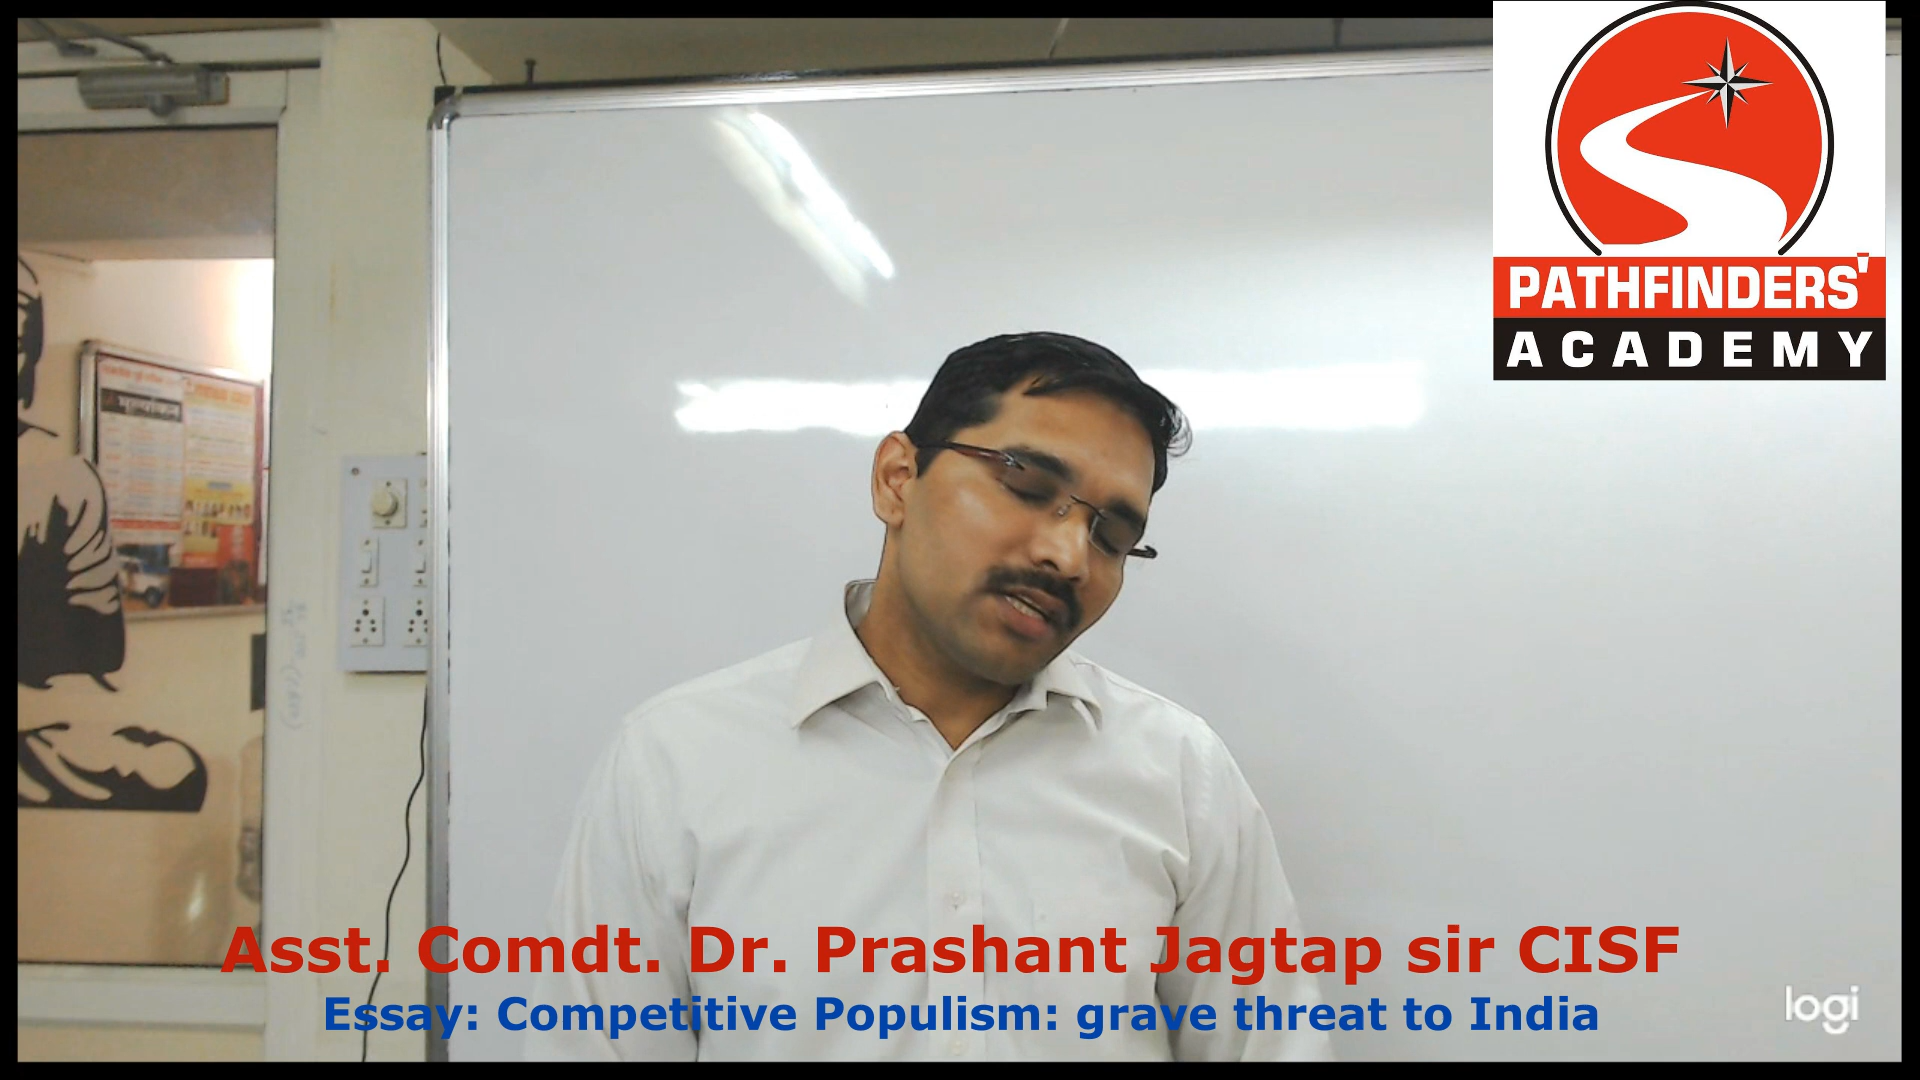 PATHFINDERS'
ACADEMY
Asst. Comdt. Dr. Prashant Jagtap sir CISF
Essay: Competitive Populism: grave threat to India
logi